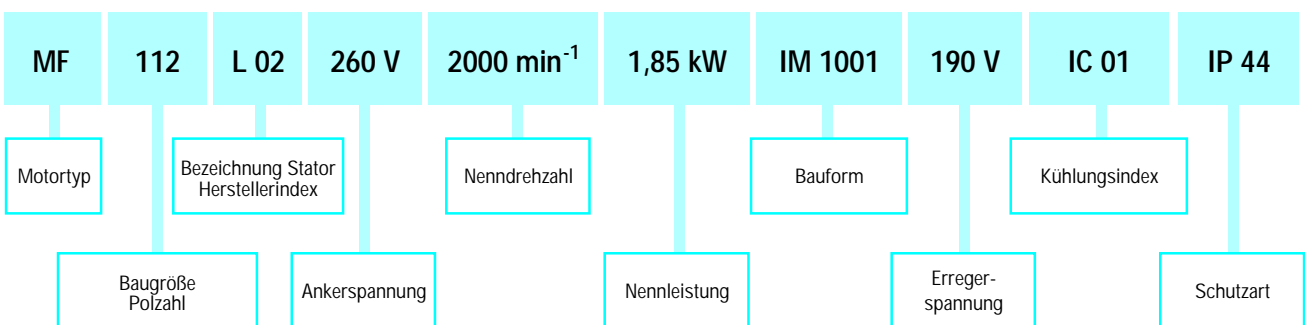 MF 112 L 02 260 V 2000 min⁻¹ 1,85 kW IM 1001 190 V IC 01 IP 44
Motortyp
Bezeichnung Stator
Herstellerindex
Nenndrehzahl
Bauform
Kühlungsindex
Baugröße
Polzahl
Ankerspannung
Nennleistung
Erreger-
spannung
Schutzart